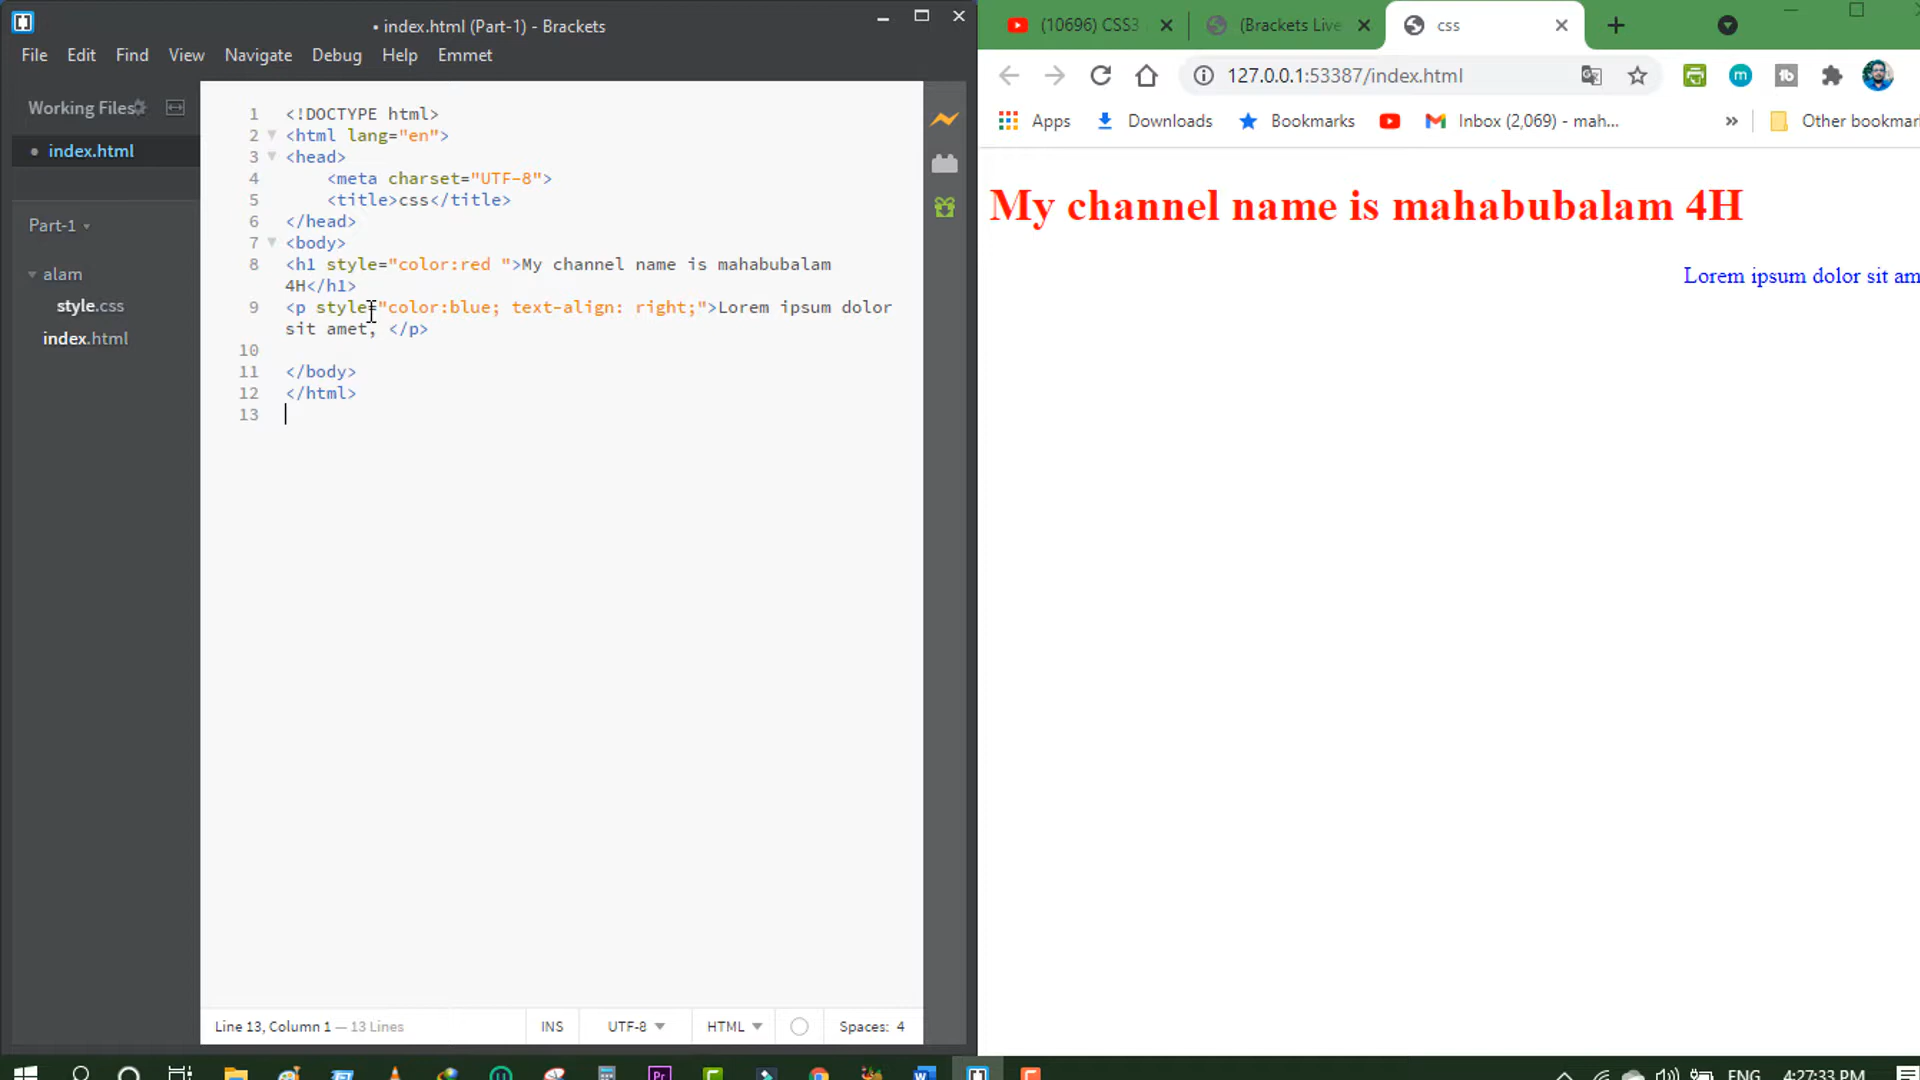 • index.html (Part-1) - Brackets
File Edit Find View Navigate Debug Help Emmet
Working Files
• index.html
Part-1
alam
style.css
index.html
1 <!DOCTYPE html>
2 <html lang="en">
3 <head>
4 <meta charset="UTF-8">
5 <title>css</title>
6 </head>
7 <body>
8 <h1 style="color:red ">My channel name is mahabubalam
4H</h1>
9 <p style="color:blue; text-align: right;">Lorem ipsum dolor
sit amet, </p>
10
11 </body>
12 </html>
13
Line 13, Column 1 — 13 Lines INS UTF-8 HTML Spaces: 4
(10696) CSS3 (Brackets Live css
127.0.0.1:53387/index.html
Apps Downloads Bookmarks Inbox (2,069) - mah... » Other bookmar
My channel name is mahabubalam 4H
Lorem ipsum dolor sit am
ENG 4:27:33 PM